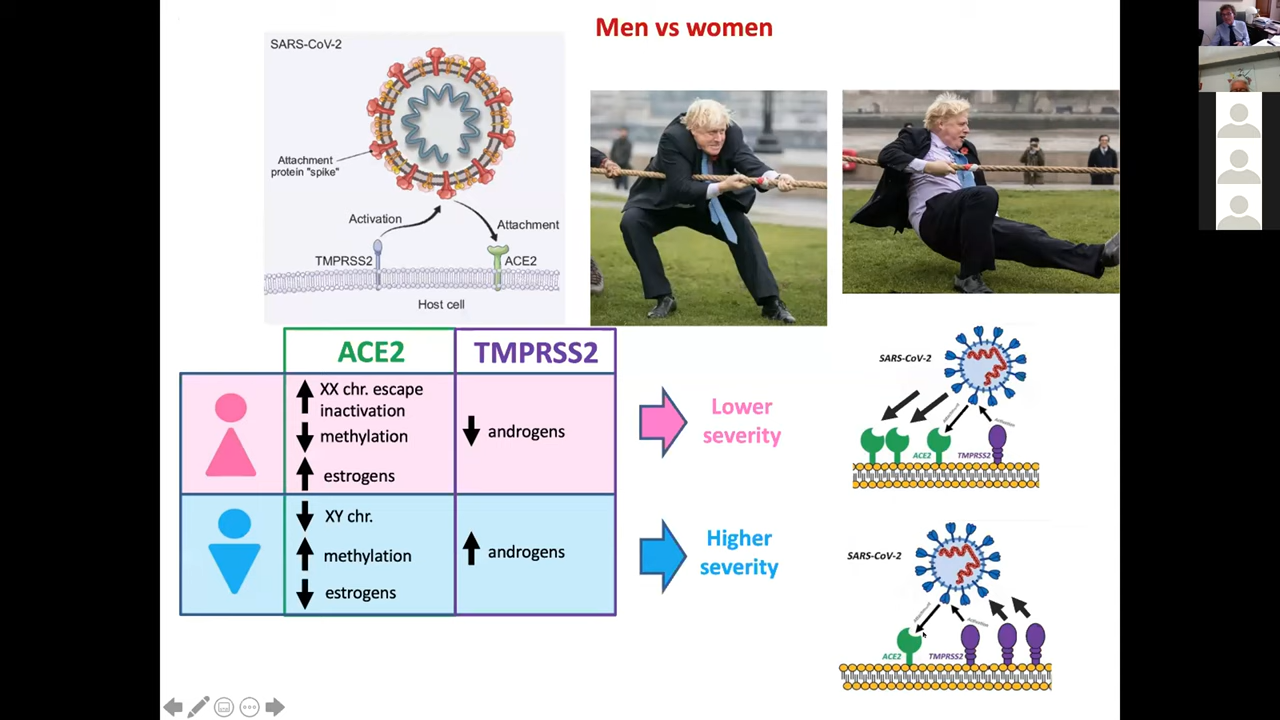 Men vs women
SARS-CoV-2
Attachment
protein "spike"
Activation
Attachment
TMPRSS2
ACE2
Host cell
ACE2
TMPRSS2
XX chr. escape
inactivation
methylation
estrogens
androgens
Lower
severity
XY chr.
methylation
estrogens
androgens
Higher
severity
SARS-CoV-2
ACE2
TMPRSS2
SARS-CoV-2
ACE2
TMPRSS2